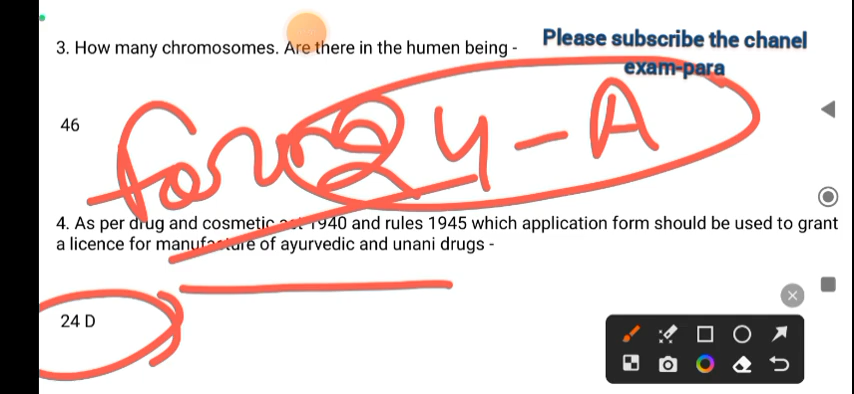 Please subscribe the chanel
exam-para
3. How many chromosomes. Are there in the humen being -
46
form 24-A
4. As per drug and cosmetic act 1940 and rules 1945 which application form should be used to grant
a licence for manufacture of ayurvedic and unani drugs -
24 D